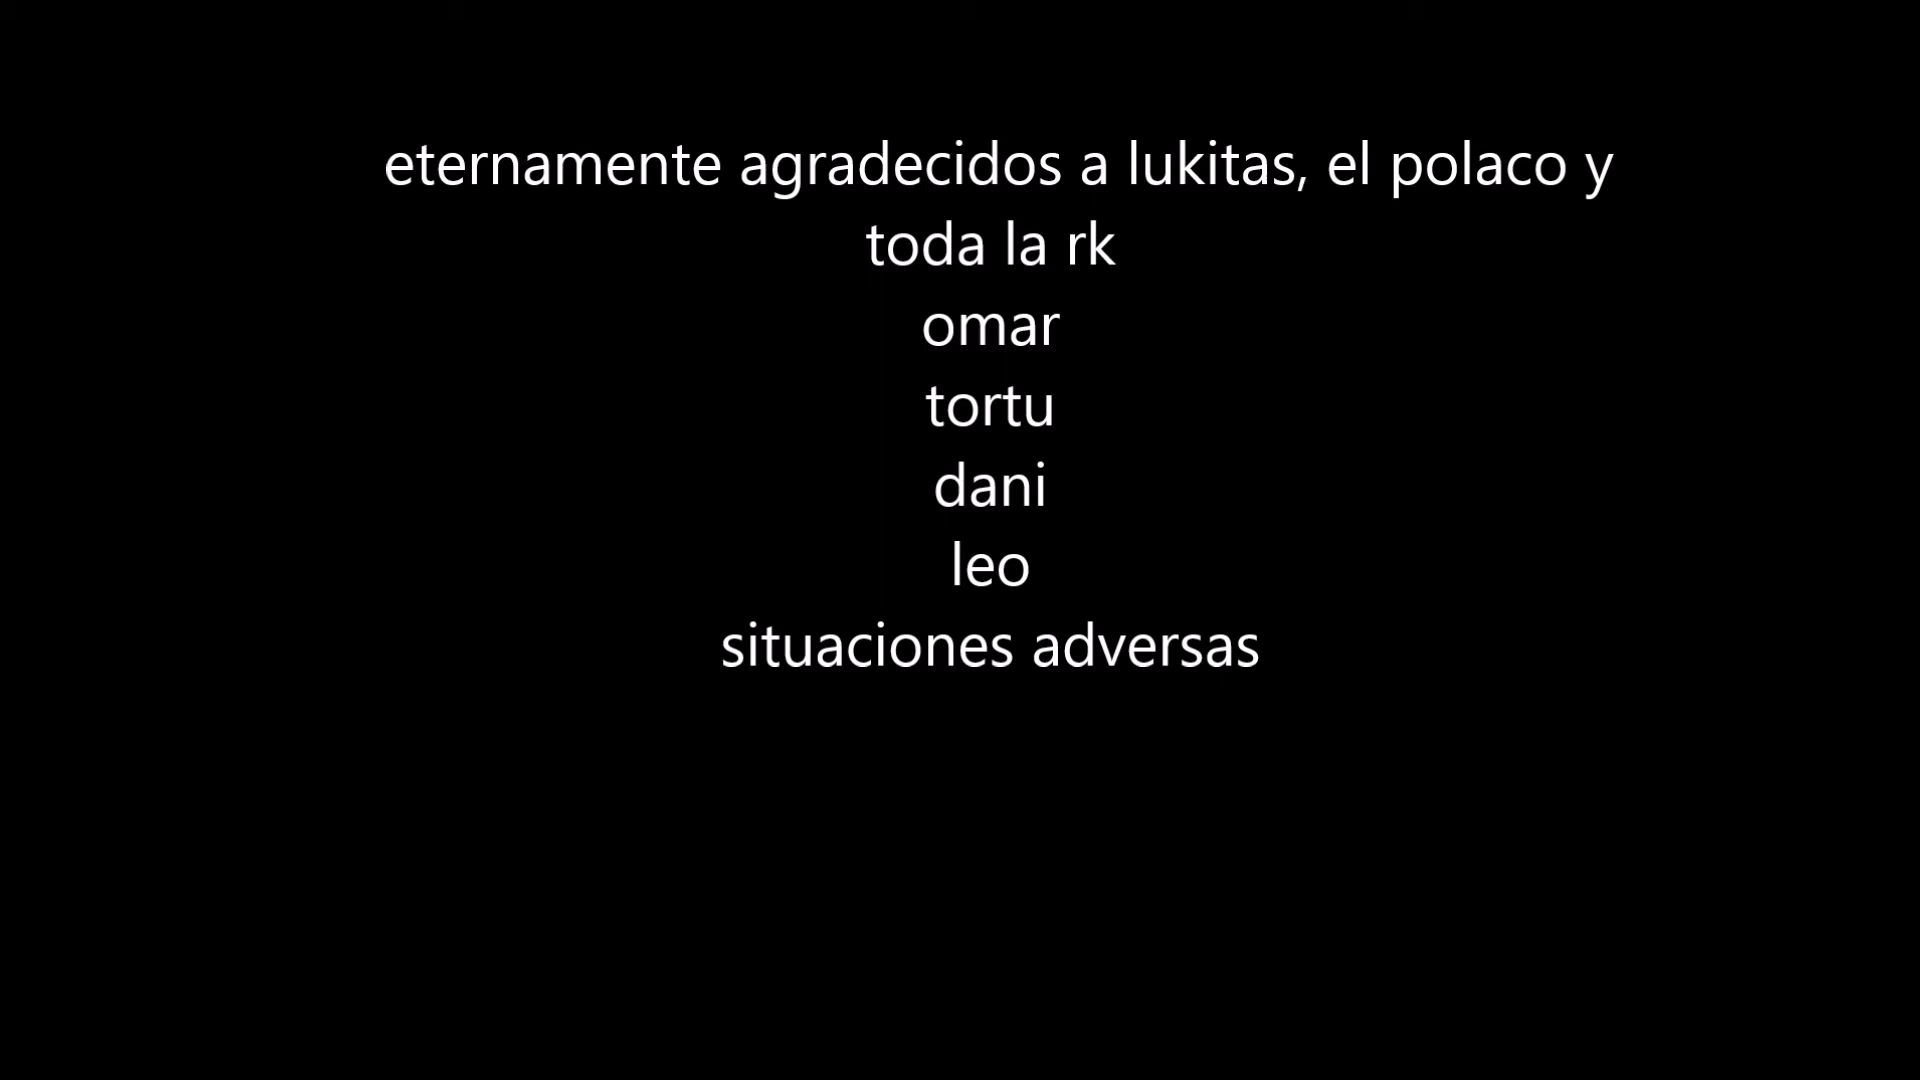 eternamente agradecidos a lukitas, el polaco y
toda la rk
omar
tortu
dani
leo
situaciones adversas